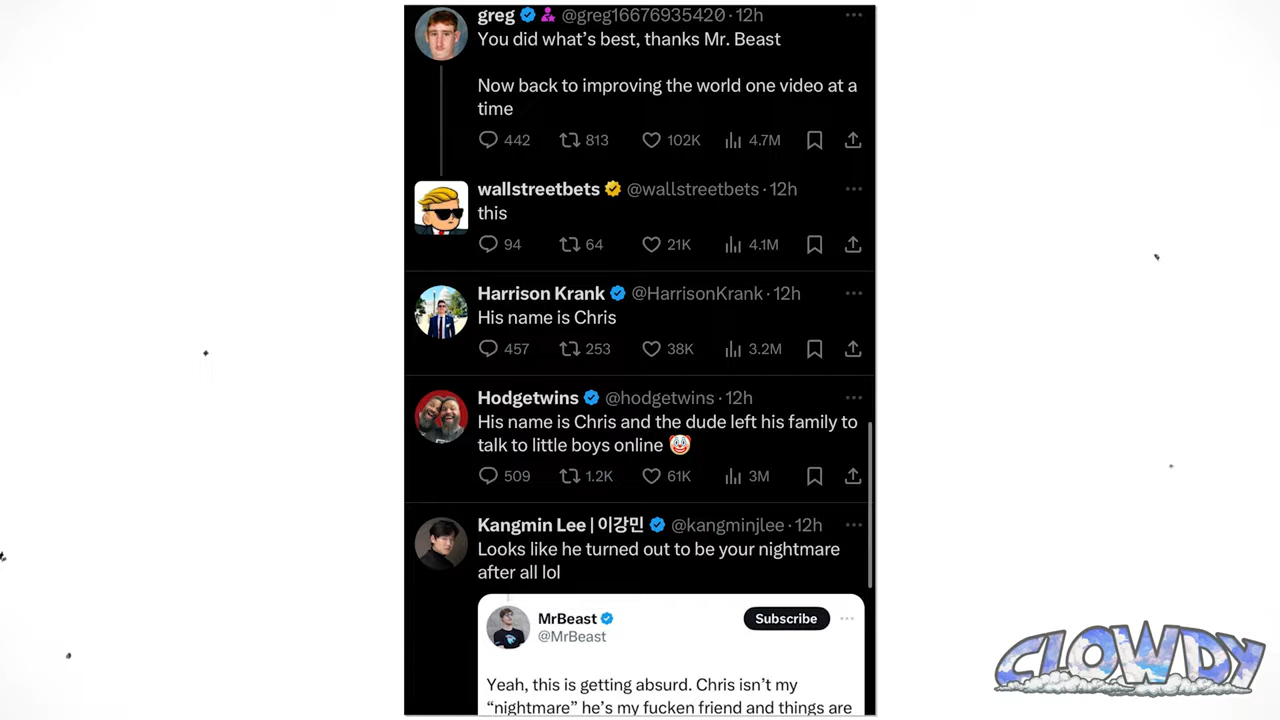 greg @greg16676935420 · 12h
You did what's best, thanks Mr. Beast
Now back to improving the world one video at a
time
442 813 102K 4.7M
wallstreetbets @wallstreetbets · 12h
this
94 64 21K 4.1M
Harrison Krank @HarrisonKrank · 12h
His name is Chris
457 253 38K 3.2M
Hodgetwins @hodgetwins · 12h
His name is Chris and the dude left his family to
talk to little boys online 🤡
509 1.2K 61K 3M
Kangmin Lee | 이강민 @kangminjlee · 12h
Looks like he turned out to be your nightmare
after all lol
MrBeast Subscribe
@MrBeast
Yeah, this is getting absurd. Chris isn't my
"nightmare" he's my fucken friend and things are
CLOWDY